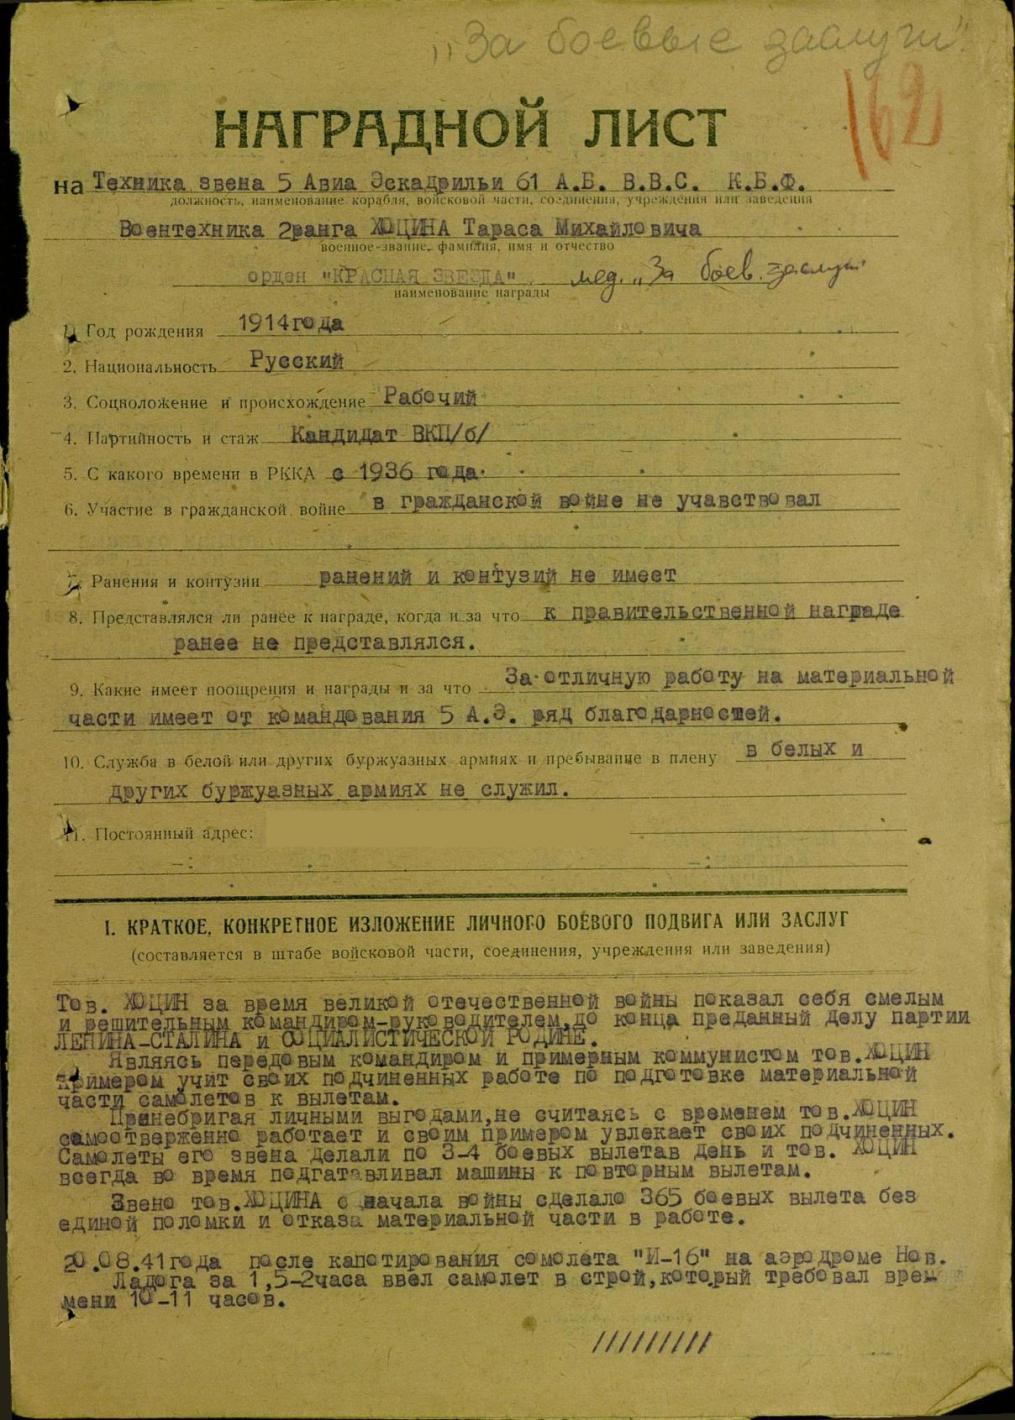 "За боевые заслуги".
162
НАГРАДНОЙ ЛИСТ
на Техника звена 5 Авиа Эскадрильи 61 А.Б. В.В.С. К.Б.Ф.
должность, наименование корабля, войсковой части, соединения, учреждения или заведения
Воентехника 2ранга ХОЦИНА Тараса Михайловича
военное-звание, фамилия, имя и отчество
орден "КРАСНАЯ ЗВЕЗДА" мед. "За боев. заслуги"
наименование награды
1. Год рождения 1914года
2. Национальность Русский
3. Соцположение и происхождение Рабочий
4. Партийность и стаж Кандидат ВКП/б/
5. С какого времени в РККА с 1936 года
6. Участие в гражданской войне в гражданской войне не учавствовал
7. Ранения и контузии ранений и контузий не имеет
8. Представлялся ли ранее к награде, когда и за что к правительственной награде
ранее не представлялся.
9. Какие имеет поощрения и награды и за что За отличную работу на материальной
части имеет от командования 5 А.Э. ряд благодарностей.
10. Служба в белой или других буржуазных армиях и пребывание в плену в белых и
других буржуазных армиях не служил.
11. Постоянный адрес:
I. КРАТКОЕ, КОНКРЕТНОЕ ИЗЛОЖЕНИЕ ЛИЧНОГО БОЕВОГО ПОДВИГА ИЛИ ЗАСЛУГ
(составляется в штабе войсковой части, соединения, учреждения или заведения)
Тов. ХОЦИН за время великой отечественной войны показал себя смелым
и решительным командиром-руководителем,до конца преданный делу партии
ЛЕНИНА-СТАЛИНА и СОЦИАЛИСТИЧЕСКОЙ РОДИНЕ.
Являясь передовым командиром и примерным коммунистом тов.ХОЦИН
примером учит своих подчиненных работе по подготовке материальной
части самолетов к вылетам.
Принебригая личными выгодами,не считаясь с временем тов.ХОЦИН
самоотверженно работает и своим примером увлекает своих подчиненных.
Самолеты его звена делали по 3-4 боевых вылетав день и тов. ХОЦИН
всегда во время подгатавливал машины к повторным вылетам.
Звено тов.ХОЦИНА с начала войны сделало 365 боевых вылета без
единой поломки и отказа материальной части в работе.
20.08.41года после капотирования сомолета "И-16" на аэродроме Нов.
Ладога за 1,5-2часа ввел самолет в строй,который требовал врем
мени 10-11 часов.
//////////